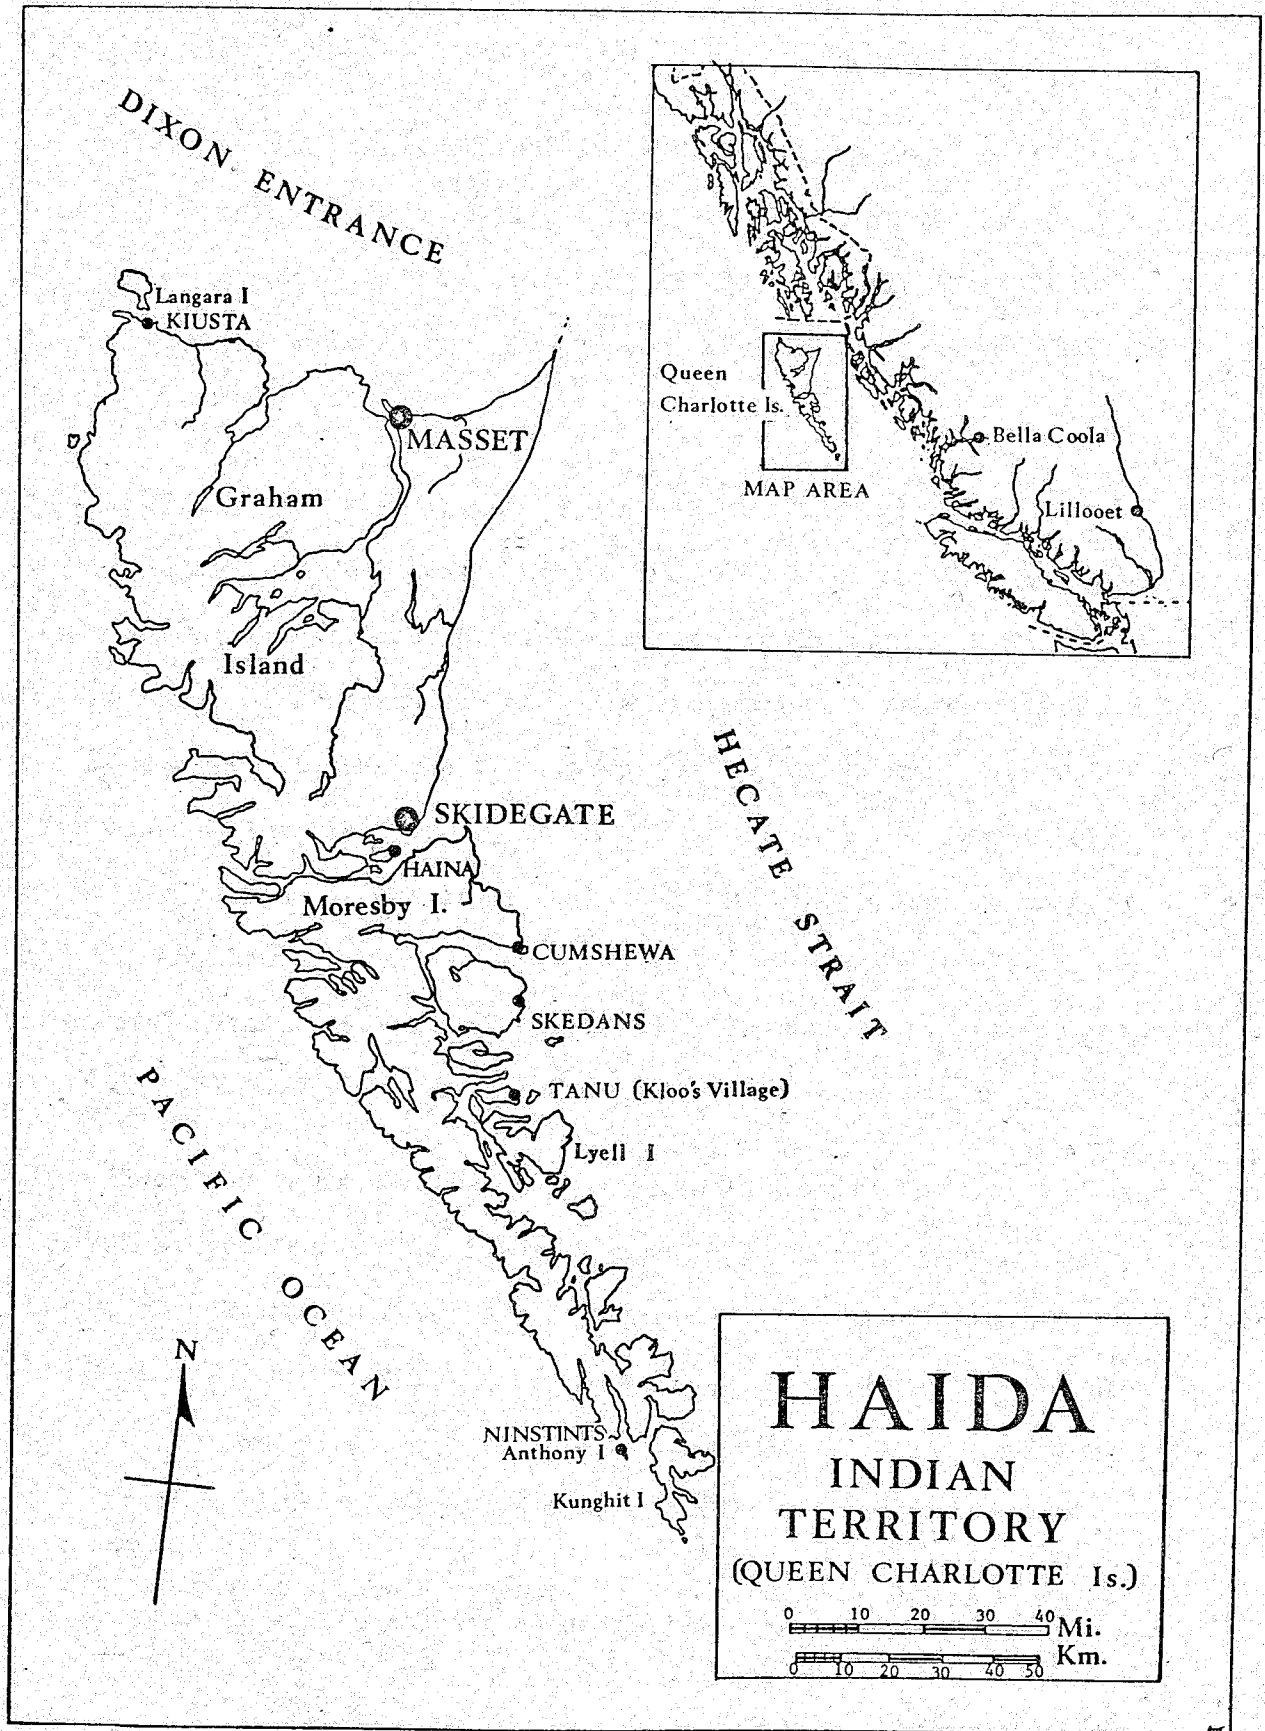 DIXON ENTRANCE
Langara I
KIUSTA
MASSET
Graham
Island
SKIDEGATE
HAINA
Moresby I.
CUMSHEWA
SKEDANS
TANU (Kloo's Village)
Lyell I
NINSTINTS
Anthony I
Kunghit I
HECATE STRAIT
PACIFIC OCEAN
N
Queen
Charlotte Is.
MAP AREA
Bella Coola
Lillooet
HAIDA
INDIAN
TERRITORY
(QUEEN CHARLOTTE Is.)
0 10 20 30 40 Mi.
Km.
0 10 20 30 40 50